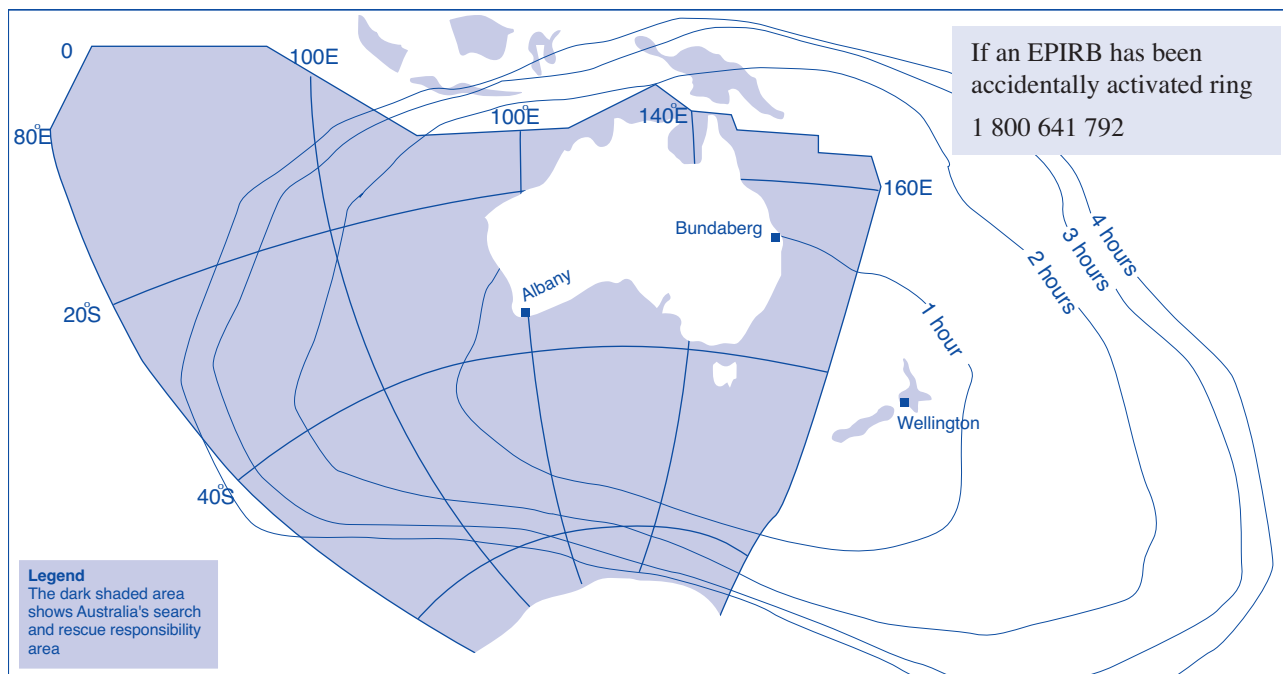 If an EPIRB has been
accidentally activated ring
1 800 641 792
0
100E
80°E
100°E
140°E
160E
Bundaberg
Albany
20°S
4 hours
3 hours
2 hours
1 hour
Wellington
40°S
Legend
The dark shaded area
shows Australia's search
and rescue responsibility
area